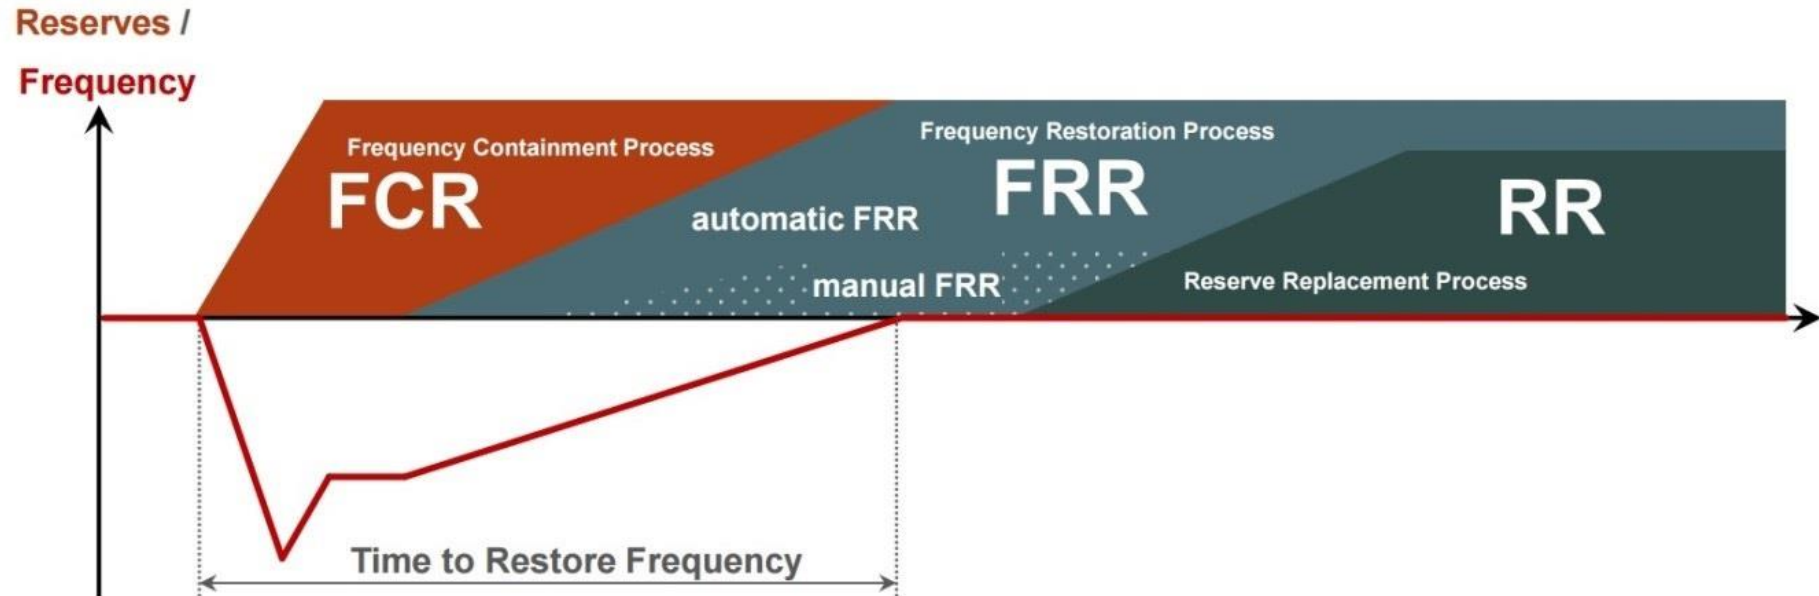 Reserves /
Frequency
Frequency Containment Process
FCR
Frequency Restoration Process
FRR
automatic FRR
manual FRR
RR
Reserve Replacement Process
Time to Restore Frequency